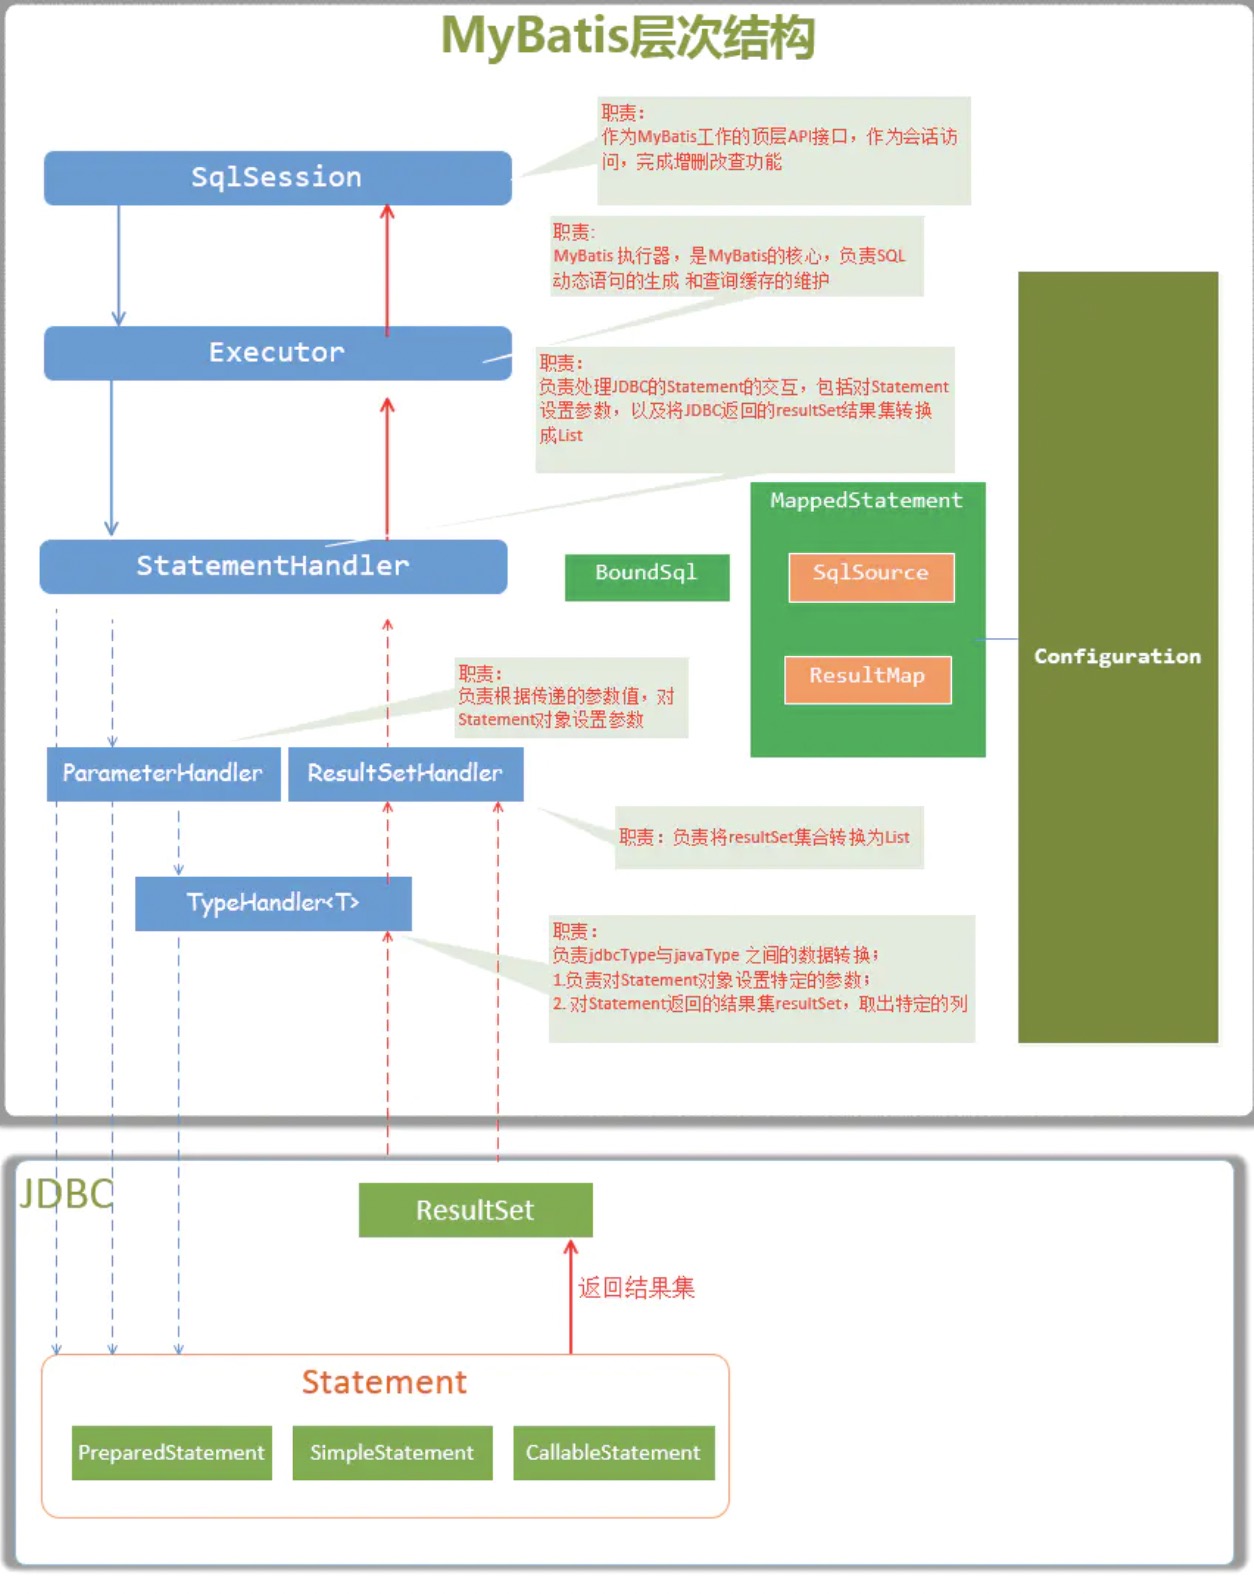 MyBatis层次结构
职责：
作为MyBatis工作的顶层API接口，作为会话访
问，完成增删改查功能
SqlSession
职责:
MyBatis 执行器，是MyBatis的核心，负责SQL
动态语句的生成 和查询缓存的维护
Executor
职责：
负责处理JDBC的Statement的交互，包括对Statement
设置参数，以及将JDBC返回的resultSet结果集转换
成List
StatementHandler
BoundSql
MappedStatement
SqlSource
ResultMap
Configuration
职责：
负责根据传递的参数值，对
Statement对象设置参数
ParameterHandler
ResultSetHandler
职责：负责将resultSet集合转换为List
TypeHandler<T>
职责：
负责jdbcType与javaType 之间的数据转换；
1.负责对Statement对象设置特定的参数；
2. 对Statement返回的结果集resultSet，取出特定的列
JDBC
ResultSet
返回结果集
Statement
PreparedStatement
SimpleStatement
CallableStatement